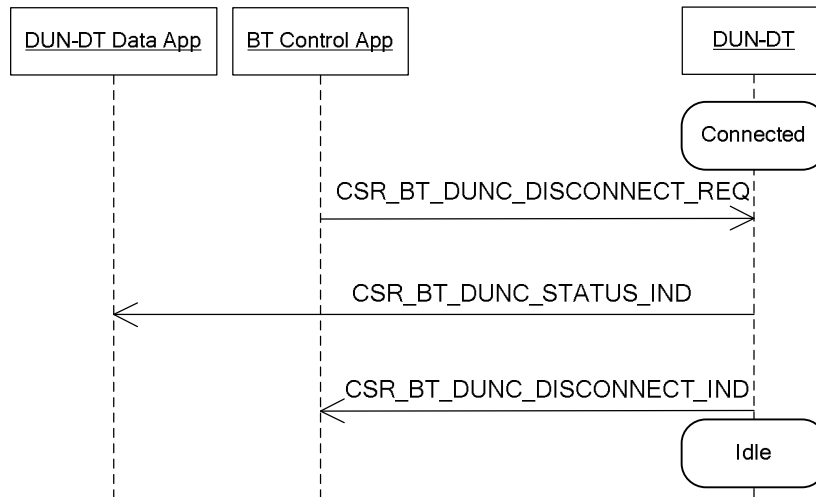 DUN-DT Data App
BT Control App
DUN-DT
Connected
CSR_BT_DUNC_DISCONNECT_REQ
CSR_BT_DUNC_STATUS_IND
CSR_BT_DUNC_DISCONNECT_IND
Idle